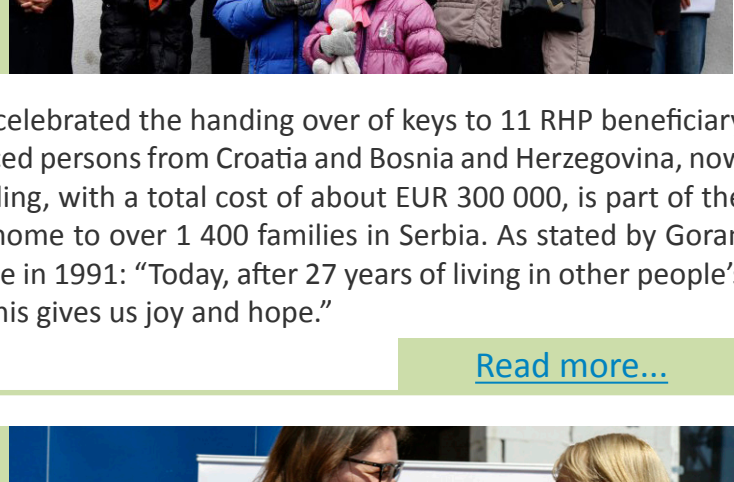 celebrated the handing over of keys to 11 RHP beneficiary
ced persons from Croatia and Bosnia and Herzegovina, now
ding, with a total cost of about EUR 300 000, is part of the
home to over 1 400 families in Serbia. As stated by Goran
e in 1991: “Today, after 27 years of living in other people’s
his gives us joy and hope.”
Read more...